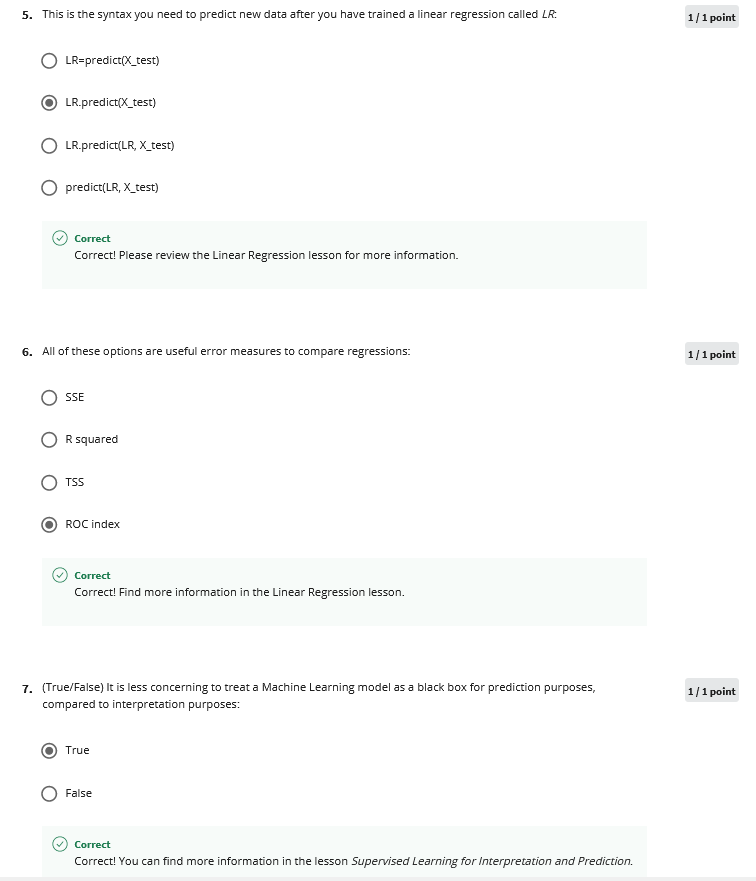 5. This is the syntax you need to predict new data after you have trained a linear regression called LR:
1 / 1 point
LR=predict(X_test)
LR.predict(X_test)
LR.predict(LR, X_test)
predict(LR, X_test)
Correct
Correct! Please review the Linear Regression lesson for more information.
6. All of these options are useful error measures to compare regressions:
1 / 1 point
SSE
R squared
TSS
ROC index
Correct
Correct! Find more information in the Linear Regression lesson.
7. (True/False) It is less concerning to treat a Machine Learning model as a black box for prediction purposes,
compared to interpretation purposes:
1 / 1 point
True
False
Correct
Correct! You can find more information in the lesson Supervised Learning for Interpretation and Prediction.